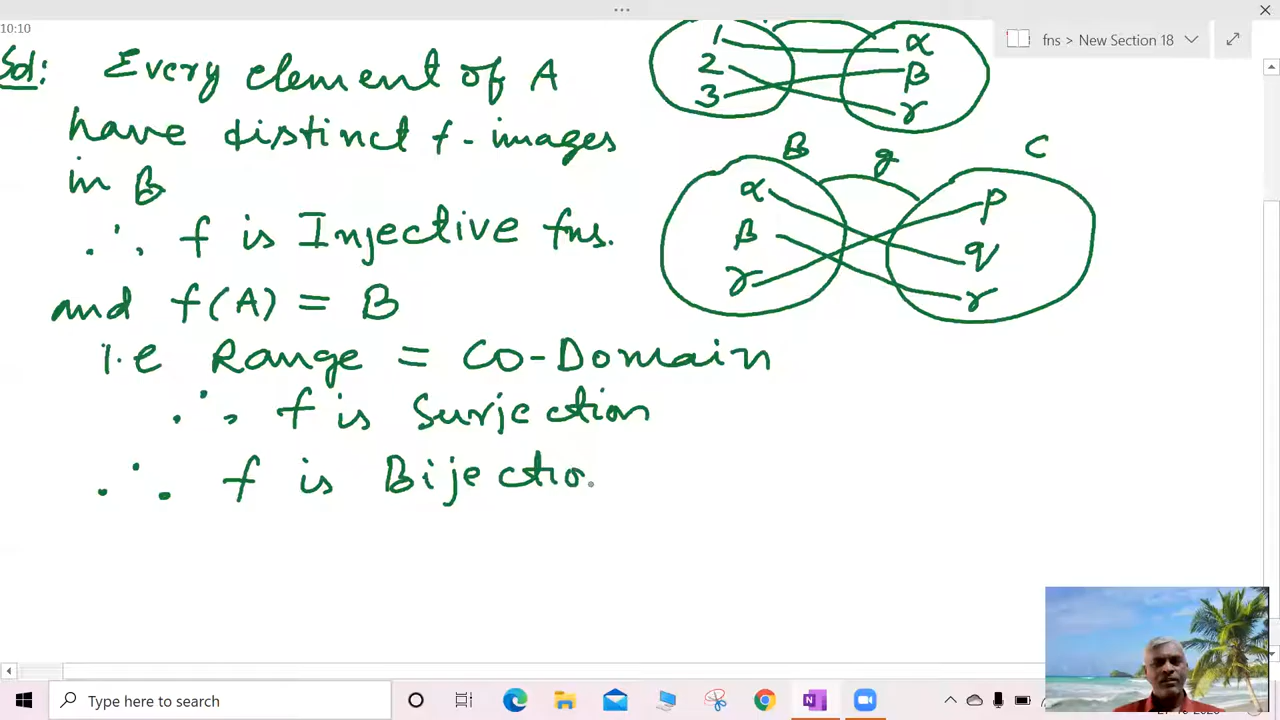 10:10
fns > New Section 18
Sol: Every element of A
have distinct f-images
in B
∴ f is Injective fns.
and f(A) = B
i.e Range = Co-Domain
∴ f is Surjection
∴ f is Bijectio
1
2
3
α
β
γ
B
g
C
α
β
γ
p
q
r
Type here to search